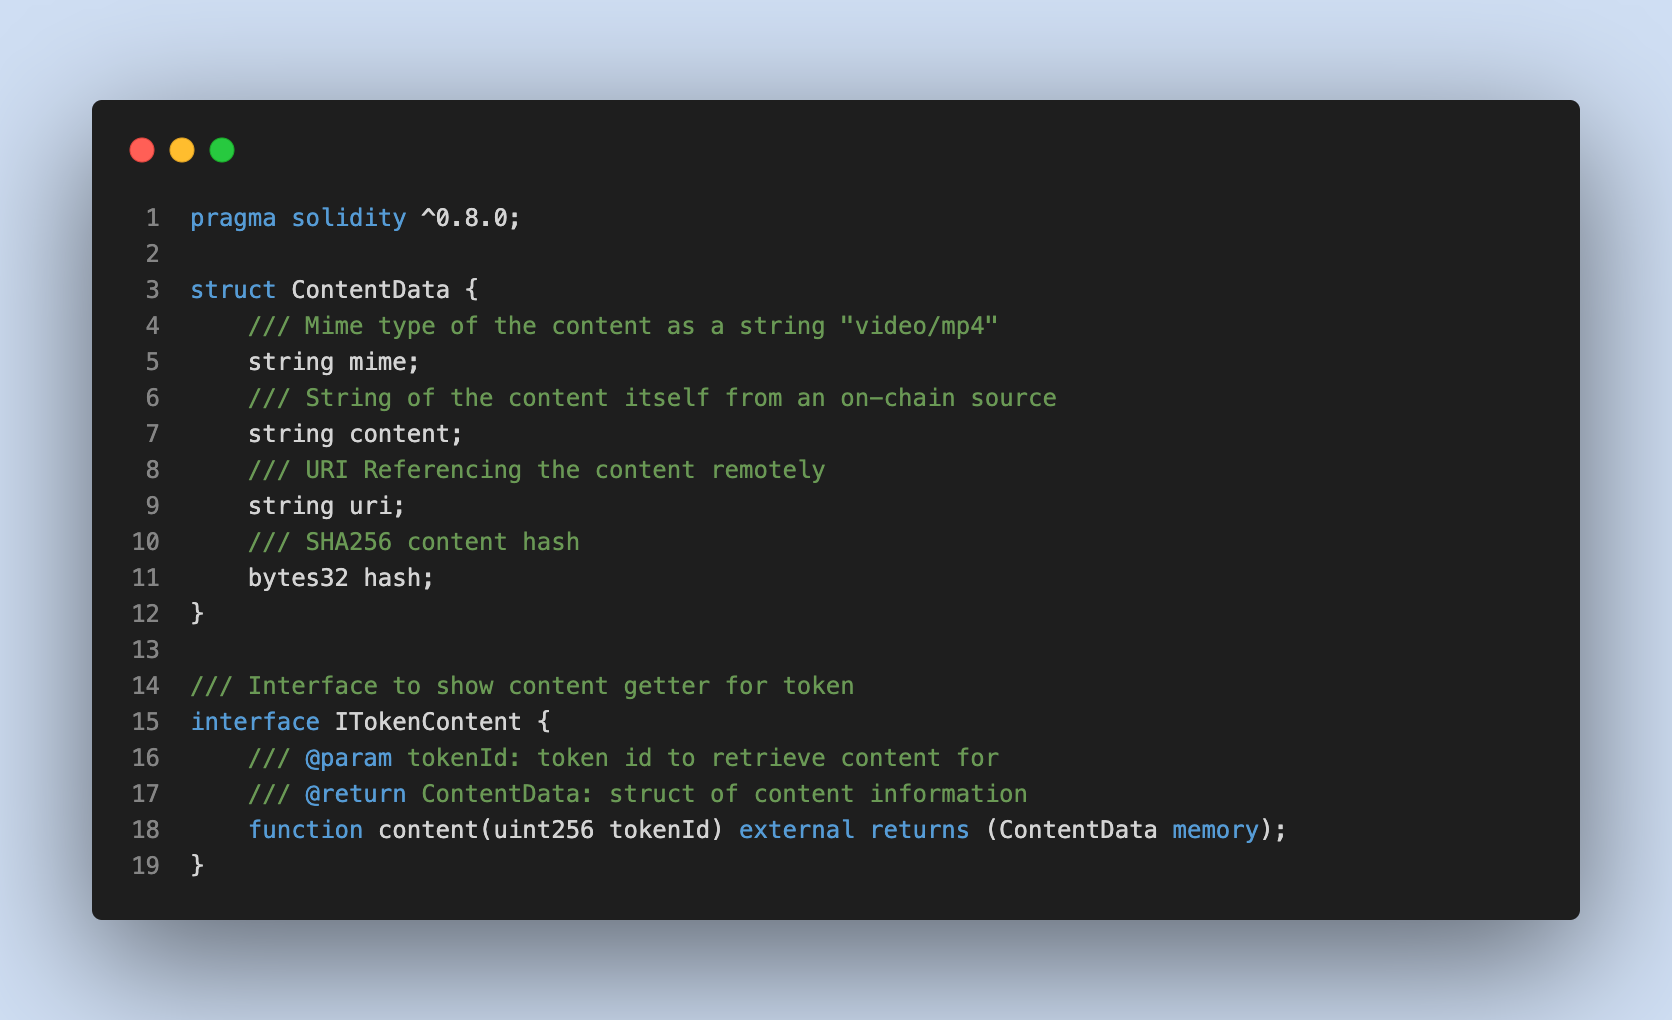 1 pragma solidity ^0.8.0;
2
3 struct ContentData {
4     /// Mime type of the content as a string "video/mp4"
5     string mime;
6     /// String of the content itself from an on-chain source
7     string content;
8     /// URI Referencing the content remotely
9     string uri;
10     /// SHA256 content hash
11     bytes32 hash;
12 }
13
14 /// Interface to show content getter for token
15 interface ITokenContent {
16     /// @param tokenId: token id to retrieve content for
17     /// @return ContentData: struct of content information
18     function content(uint256 tokenId) external returns (ContentData memory);
19 }